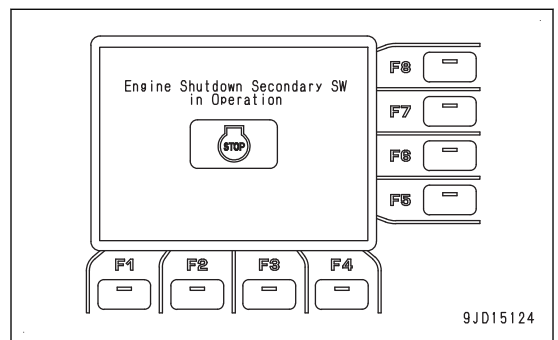 Engine Shutdown Secondary SW
in Operation
STOP
F8
F7
F6
F5
F1
F2
F3
F4
9JD15124